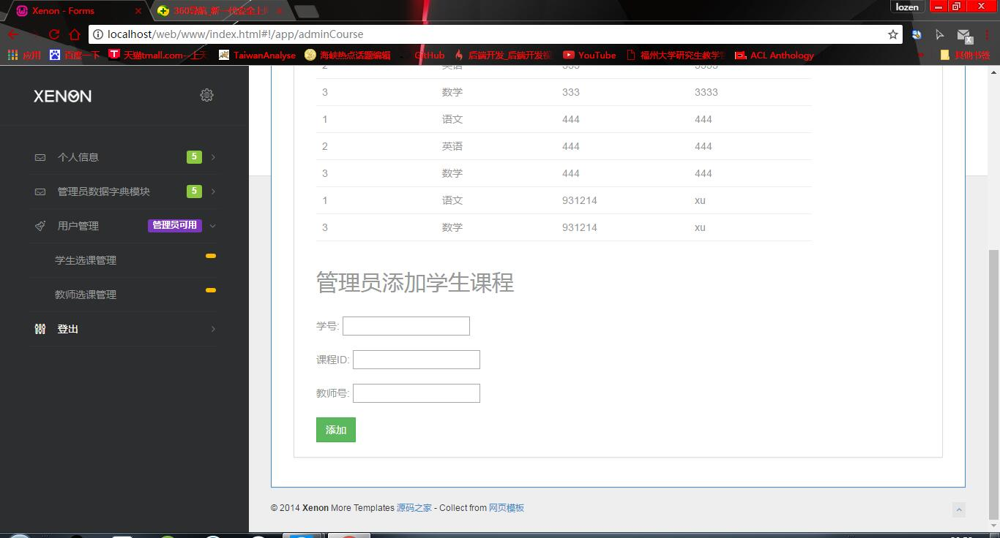 Xenon - Forms
360导航_新一代安全上
lozen
localhost/web/www/index.html#!/app/adminCourse
应用 百度一下 天猫tmall.com--上天 TaiwanAnalyse 海峡热点话题编辑 GitHub 后端开发_后端开发视 YouTube 福州大学研究生教学管 ACL Anthology 其他书签
XENON
个人信息 5
管理员数据字典模块 5
用户管理 管理员可用
学生选课管理
教师选课管理
登出
2 英语 333 3333
3 数学 333 3333
1 语文 444 444
2 英语 444 444
3 数学 444 444
1 语文 931214 xu
3 数学 931214 xu
管理员添加学生课程
学号:
课程ID:
教师号:
添加
© 2014 Xenon More Templates 源码之家 - Collect from 网页模板